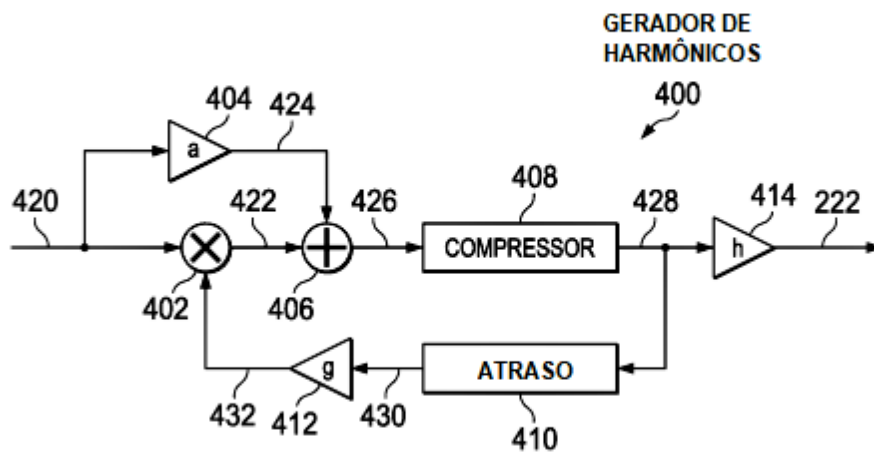 GERADOR DE
HARMÔNICOS
400
404
424
a
420
422
426
408
428
414
222
COMPRESSOR
h
402
406
g
ATRASO
432
412
430
410